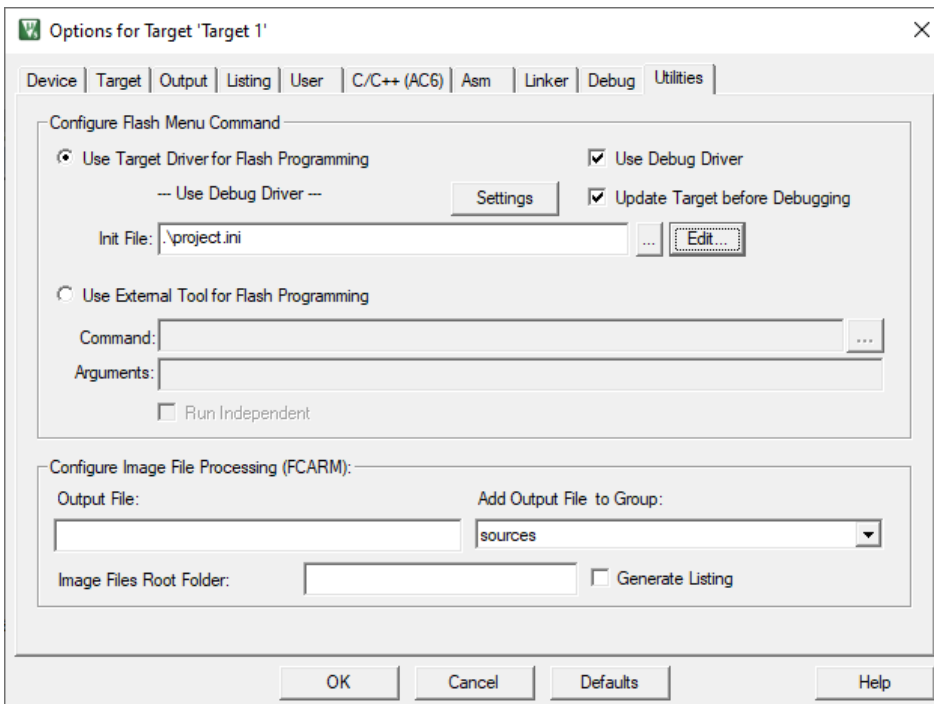 Options for Target 'Target 1'
Device Target Output Listing User C/C++ (AC6) Asm Linker Debug Utilities
Configure Flash Menu Command
Use Target Driver for Flash Programming Use Debug Driver
--- Use Debug Driver --- Settings Update Target before Debugging
Init File: .\project.ini ... Edit...
Use External Tool for Flash Programming
Command: ...
Arguments:
Run Independent
Configure Image File Processing (FCARM):
Output File: Add Output File to Group:
sources
Image Files Root Folder: Generate Listing
OK Cancel Defaults Help